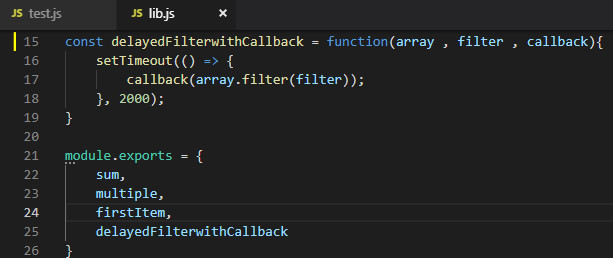 JS test.js JS lib.js ×
15 const delayedFilterwithCallback = function(array , filter , callback){
16 setTimeout(() => {
17 callback(array.filter(filter));
18 }, 2000);
19 }
20
21 module.exports = {
22 sum,
23 multiple,
24 firstItem,
25 delayedFilterwithCallback
26 }